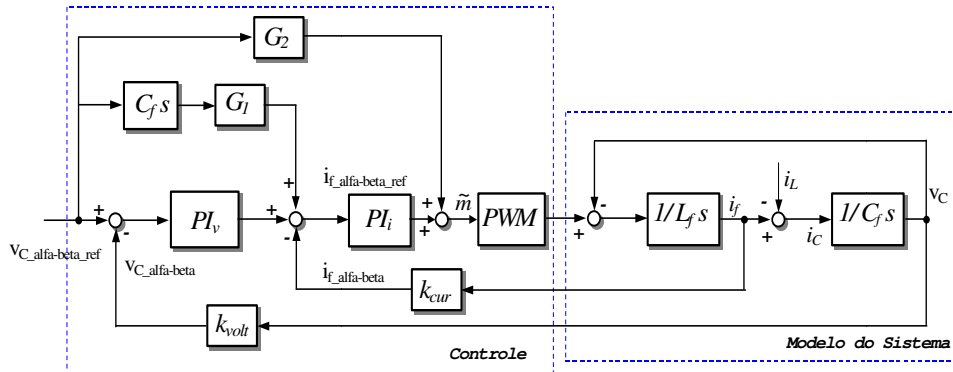 G2
Cf s
G1
if_alfa-beta_ref
+
+
+
-
PIv
+
-
PIi
+
+
m̃
PWM
-
+
1/Lf s
if
-
iL
+
iC
1/Cf s
vC
vC_alfa-beta_ref
vC_alfa-beta
if_alfa-beta
kcur
kvolt
Controle
Modelo do Sistema